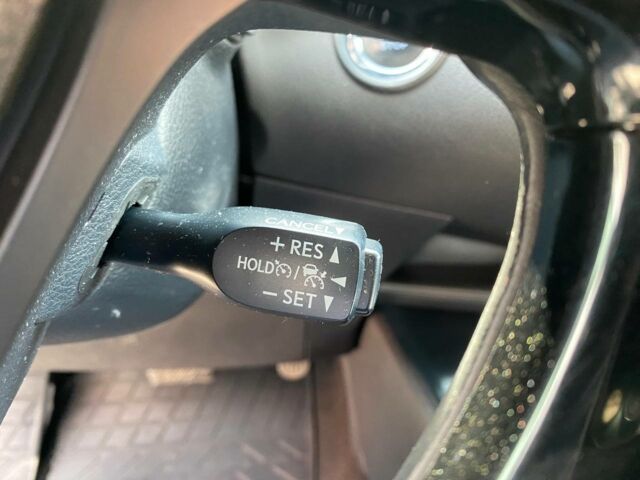 CANCEL▼
+ RES ▲
HOLD / ◄
− SET ▼